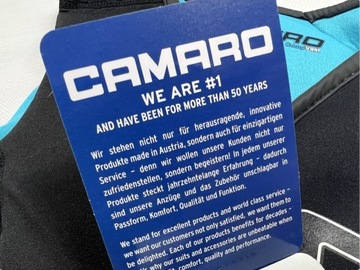 CAMARO
WE ARE #1
AND HAVE BEEN FOR MORE THAN 50 YEARS
Wir stehen nicht nur für herausragende, innovative
Produkte made in Austria, sondern auch für einzigartigen
Service – denn wir wollen unsere Kunden nicht nur
zufriedenstellen, sondern begeistern! In jedem unserer
Produkte steckt jahrzehntelange Erfahrung – dadurch
sind unsere Anzüge und das Zubehör unschlagbar in
Passform, Komfort, Qualität und Funktion.
We stand for excellent products and world class service –
we want our customers not only satisfied, we want them to
be delighted. Each of our products benefits for decades –
why our suits and accessories are unbeatable when
comfort, quality and performance.
ARO